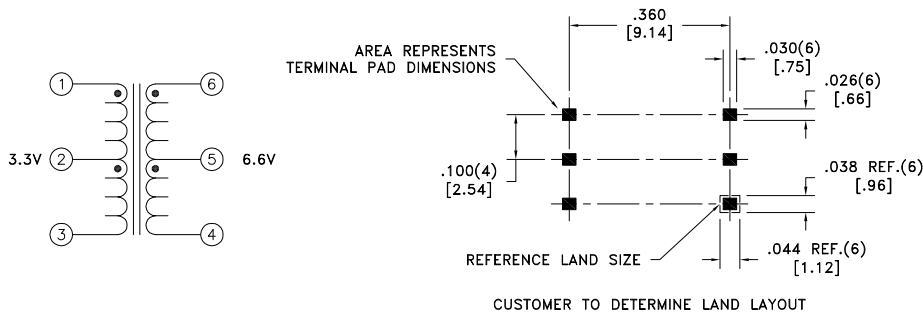 1
6
3.3V
2
5
6.6V
3
4
.360
[9.14]
AREA REPRESENTS
TERMINAL PAD DIMENSIONS
.030(6)
[.75]
.026(6)
[.66]
.100(4)
[2.54]
.038 REF.(6)
[.96]
REFERENCE LAND SIZE
.044 REF.(6)
[1.12]
CUSTOMER TO DETERMINE LAND LAYOUT